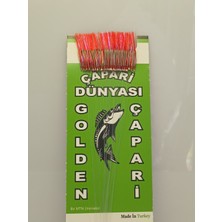 ÇAPARİ
DÜNYASI
GOLDEN
ÇAPARİ
Made In Turkey